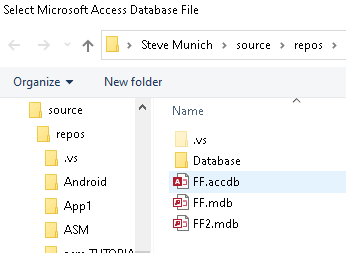 Select Microsoft Access Database File
Steve Munich > source > repos >
Organize New folder
source
repos
.vs
Android
App1
ASM
Name
.vs
Database
FF.accdb
FF.mdb
FF2.mdb